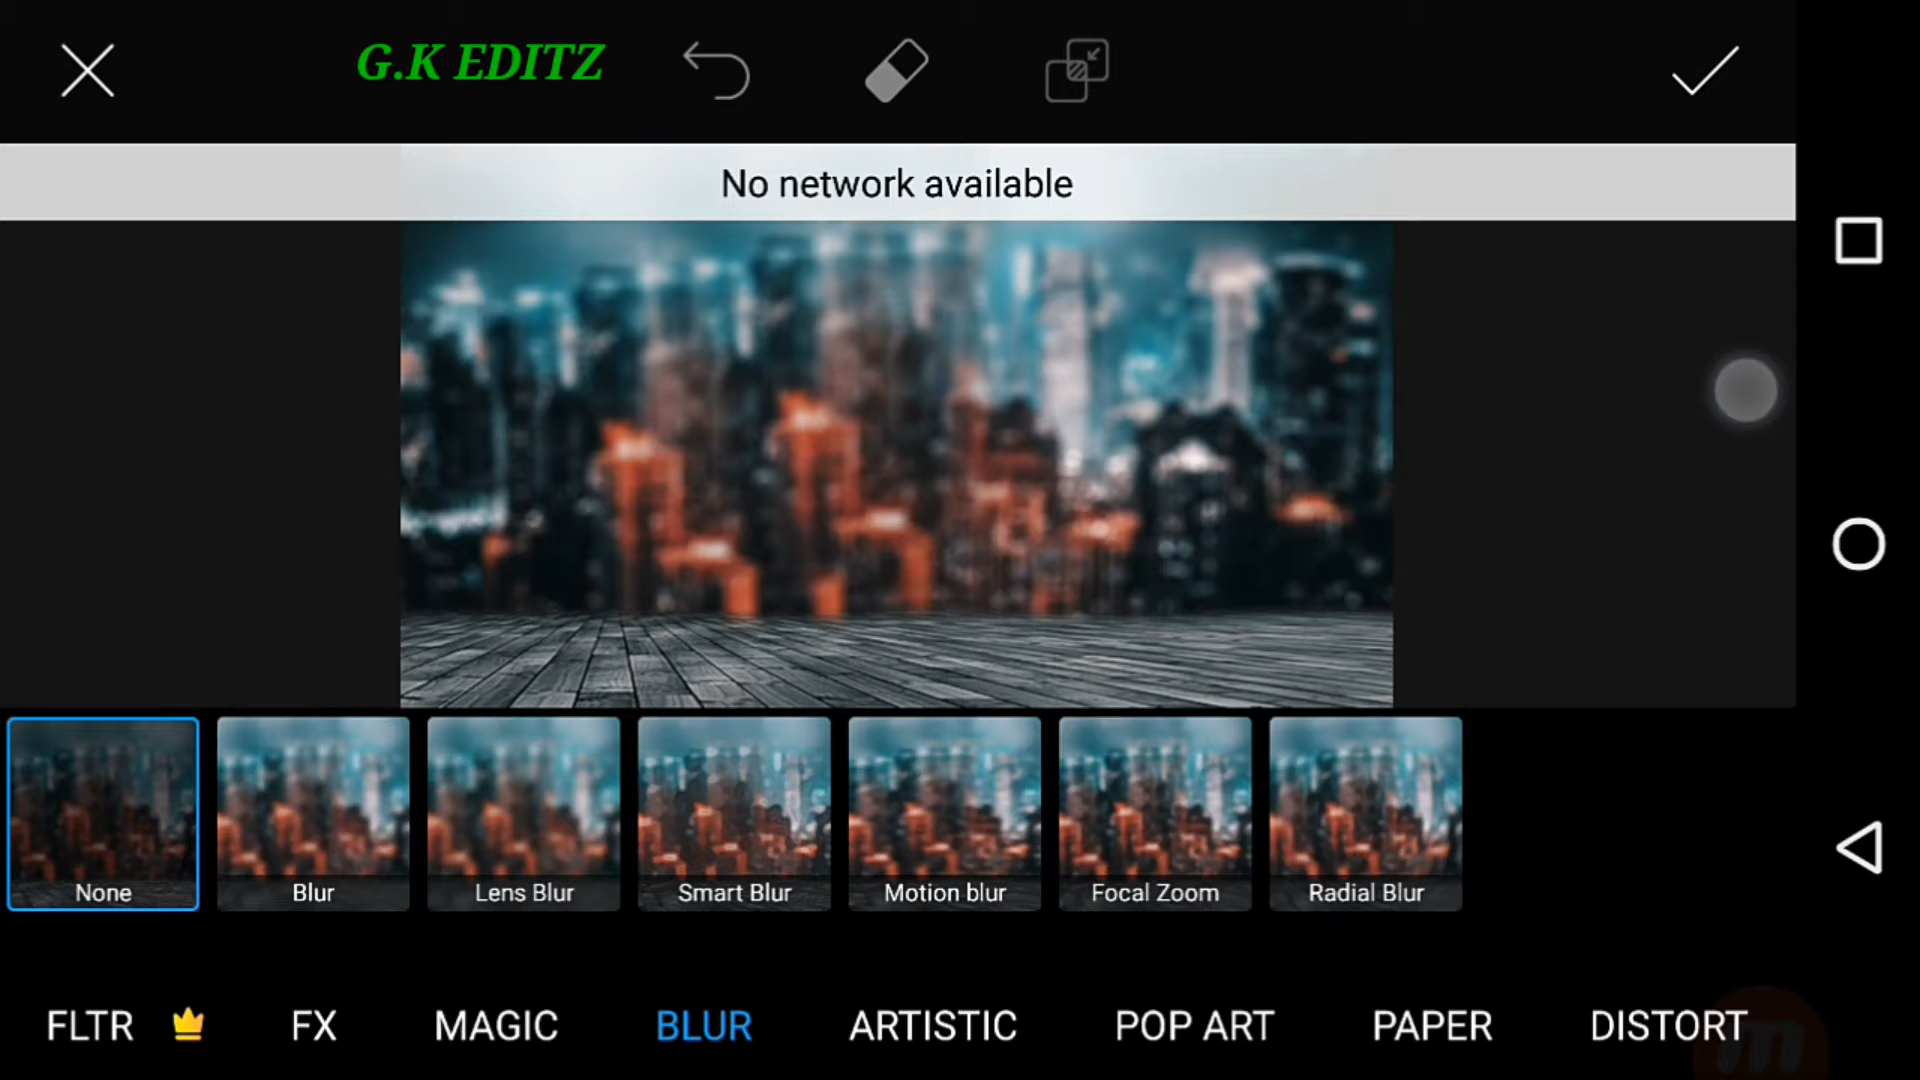 G.K EDITZ
No network available
None
Blur
Lens Blur
Smart Blur
Motion blur
Focal Zoom
Radial Blur
FLTR
FX
MAGIC
BLUR
ARTISTIC
POP ART
PAPER
DISTORT